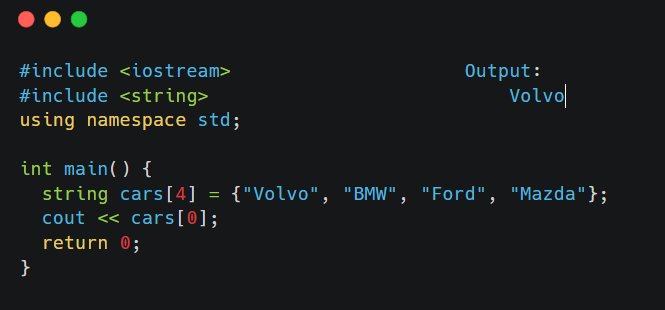 #include <iostream> Output:
#include <string> Volvo
using namespace std;
int main() {
string cars[4] = {"Volvo", "BMW", "Ford", "Mazda"};
cout << cars[0];
return 0;
}